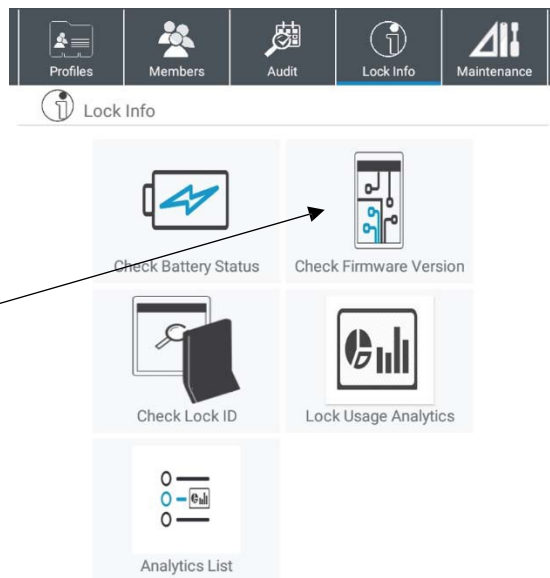 Profiles Members Audit Lock Info Maintenance
Lock Info
Check Battery Status Check Firmware Version
Check Lock ID Lock Usage Analytics
Analytics List